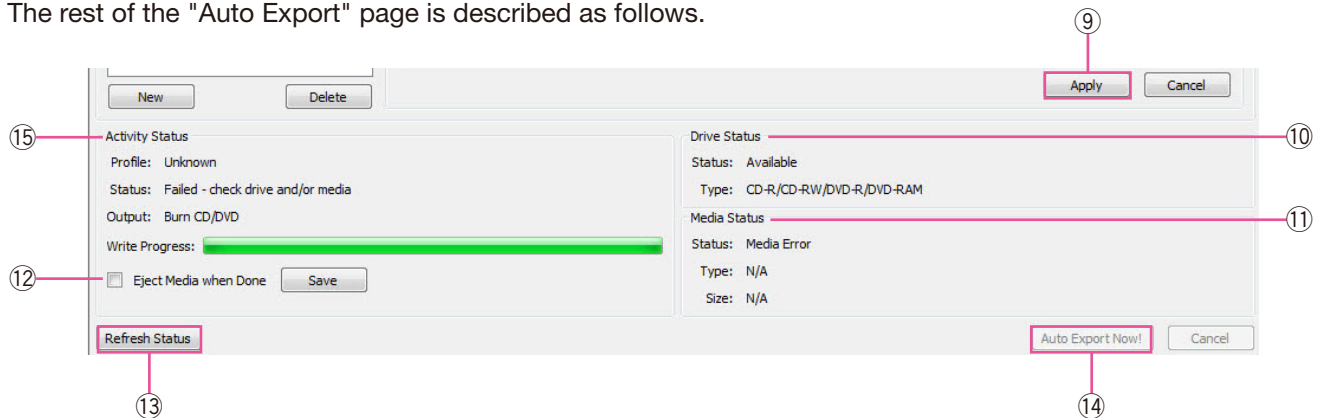 The rest of the "Auto Export" page is described as follows.
⑨
New Delete Apply Cancel
⑮ Activity Status Drive Status ⑩
Profile: Unknown Status: Available
Status: Failed - check drive and/or media Type: CD-R/CD-RW/DVD-R/DVD-RAM
Output: Burn CD/DVD Media Status ⑪
Write Progress: Status: Media Error
Type: N/A
⑫ Eject Media when Done Save
Size: N/A
Refresh Status Auto Export Now! Cancel
⑬ ⑭